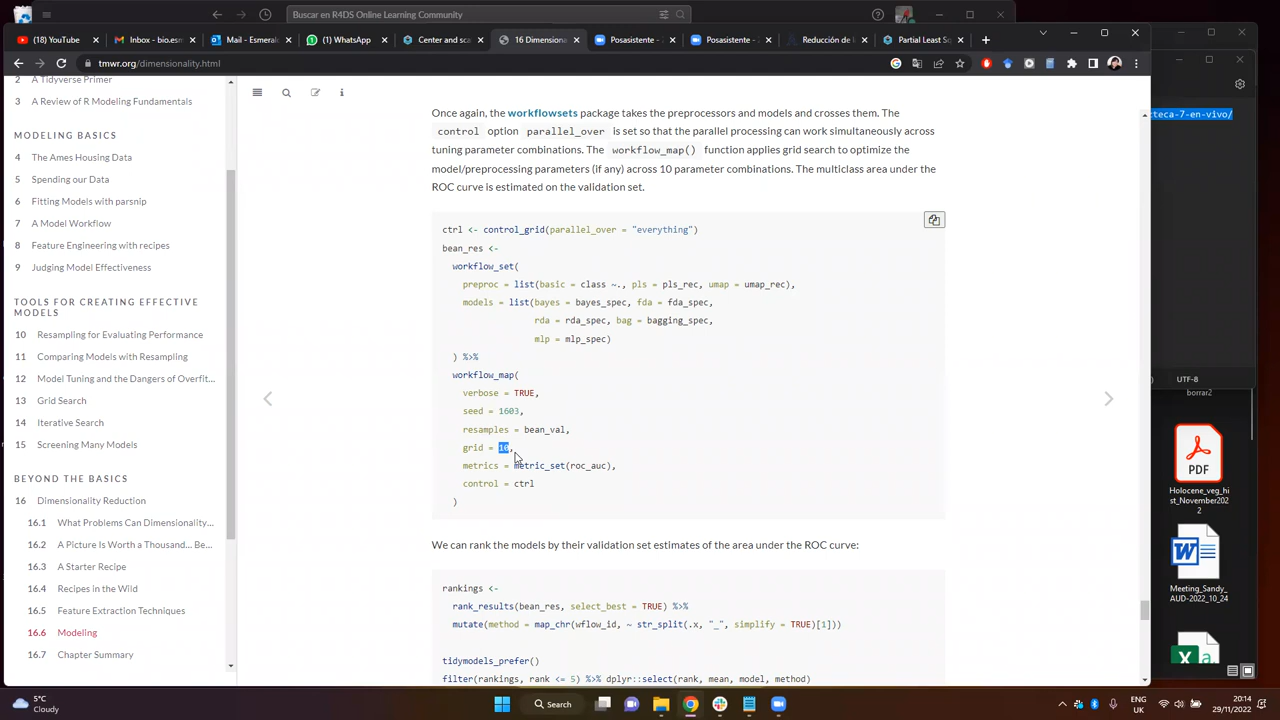 Buscar en R4DS Online Learning Community
(18) YouTube
Inbox - bio.esm
Mail - Esmeral
(1) WhatsApp
Center and sca
16 Dimensiona
Posasistente -
Posasistente -
Reducción de
Partial Least Sq
tmwr.org/dimensionality.html
2 A Tidyverse Primer
3 A Review of R Modeling Fundamentals
MODELING BASICS
4 The Ames Housing Data
5 Spending our Data
6 Fitting Models with parsnip
7 A Model Workflow
8 Feature Engineering with recipes
9 Judging Model Effectiveness
TOOLS FOR CREATING EFFECTIVE
MODELS
10 Resampling for Evaluating Performance
11 Comparing Models with Resampling
12 Model Tuning and the Dangers of Overfit...
13 Grid Search
14 Iterative Search
15 Screening Many Models
BEYOND THE BASICS
16 Dimensionality Reduction
16.1 What Problems Can Dimensionality...
16.2 A Picture Is Worth a Thousand... Be...
16.3 A Starter Recipe
16.4 Recipes in the Wild
16.5 Feature Extraction Techniques
16.6 Modeling
16.7 Chapter Summary
Once again, the workflowsets package takes the preprocessors and models and crosses them. The
control option parallel_over is set so that the parallel processing can work simultaneously across
tuning parameter combinations. The workflow_map() function applies grid search to optimize the
model/preprocessing parameters (if any) across 10 parameter combinations. The multiclass area under the
ROC curve is estimated on the validation set.
ctrl <- control_grid(parallel_over = "everything")
bean_res <-
workflow_set(
preproc = list(basic = class ~., pls = pls_rec, umap = umap_rec),
models = list(bayes = bayes_spec, fda = fda_spec,
rda = rda_spec, bag = bagging_spec,
mlp = mlp_spec)
) %>%
workflow_map(
verbose = TRUE,
seed = 1603,
resamples = bean_val,
grid = 10,
metrics = metric_set(roc_auc),
control = ctrl
)
We can rank the models by their validation set estimates of the area under the ROC curve:
rankings <-
rank_results(bean_res, select_best = TRUE) %>%
mutate(method = map_chr(wflow_id, ~ str_split(.x, "_", simplify = TRUE)[1]))
tidymodels_prefer()
filter(rankings, rank <= 5) %>% dplyr::select(rank, mean, model, method)
cteca-7-en-vivo/
UTF-8
borrar2
PDF
Holocene_veg_hi
st_November202
2
Meeting_Sandy_
AUD-2022_10_24
5°C
Cloudy
Search
ENG
UK
20:14
29/11/2022